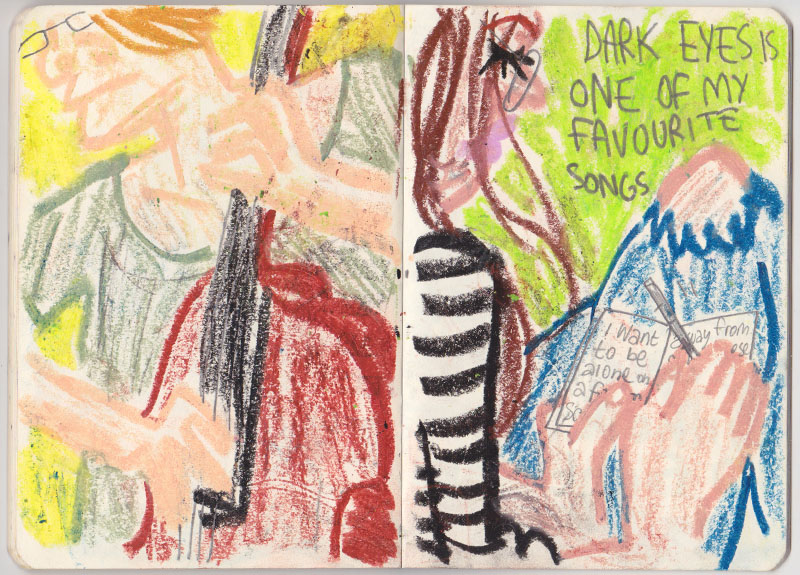 DARK EYES IS
ONE OF MY
FAVOURITE
SONGS
I want
to be
alone on
a
away from